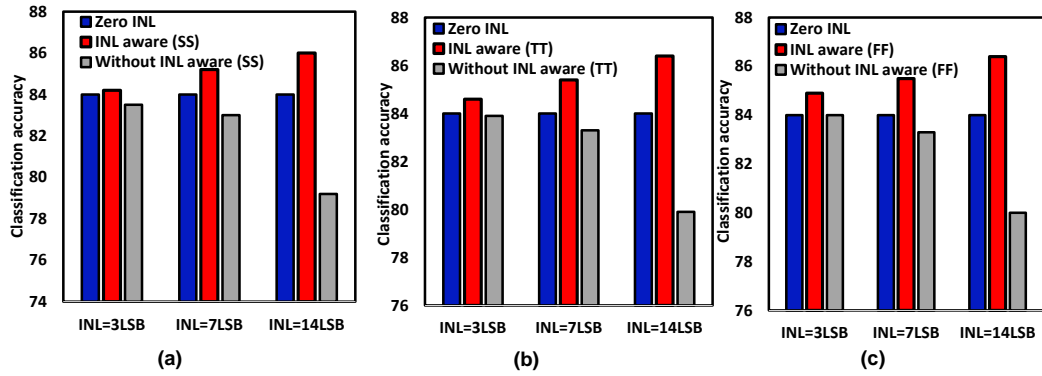 Classification accuracy
88
86
84
82
80
78
76
74
Zero INL
INL aware (SS)
Without INL aware (SS)
INL=3LSB INL=7LSB INL=14LSB
(a)
Classification accuracy
88
86
84
82
80
78
76
Zero INL
INL aware (TT)
Without INL aware (TT)
INL=3LSB INL=7LSB INL=14LSB
(b)
Classification accuracy
88
86
84
82
80
78
76
Zero INL
INL aware (FF)
Without INL aware (FF)
INL=3LSB INL=7LSB INL=14LSB
(c)